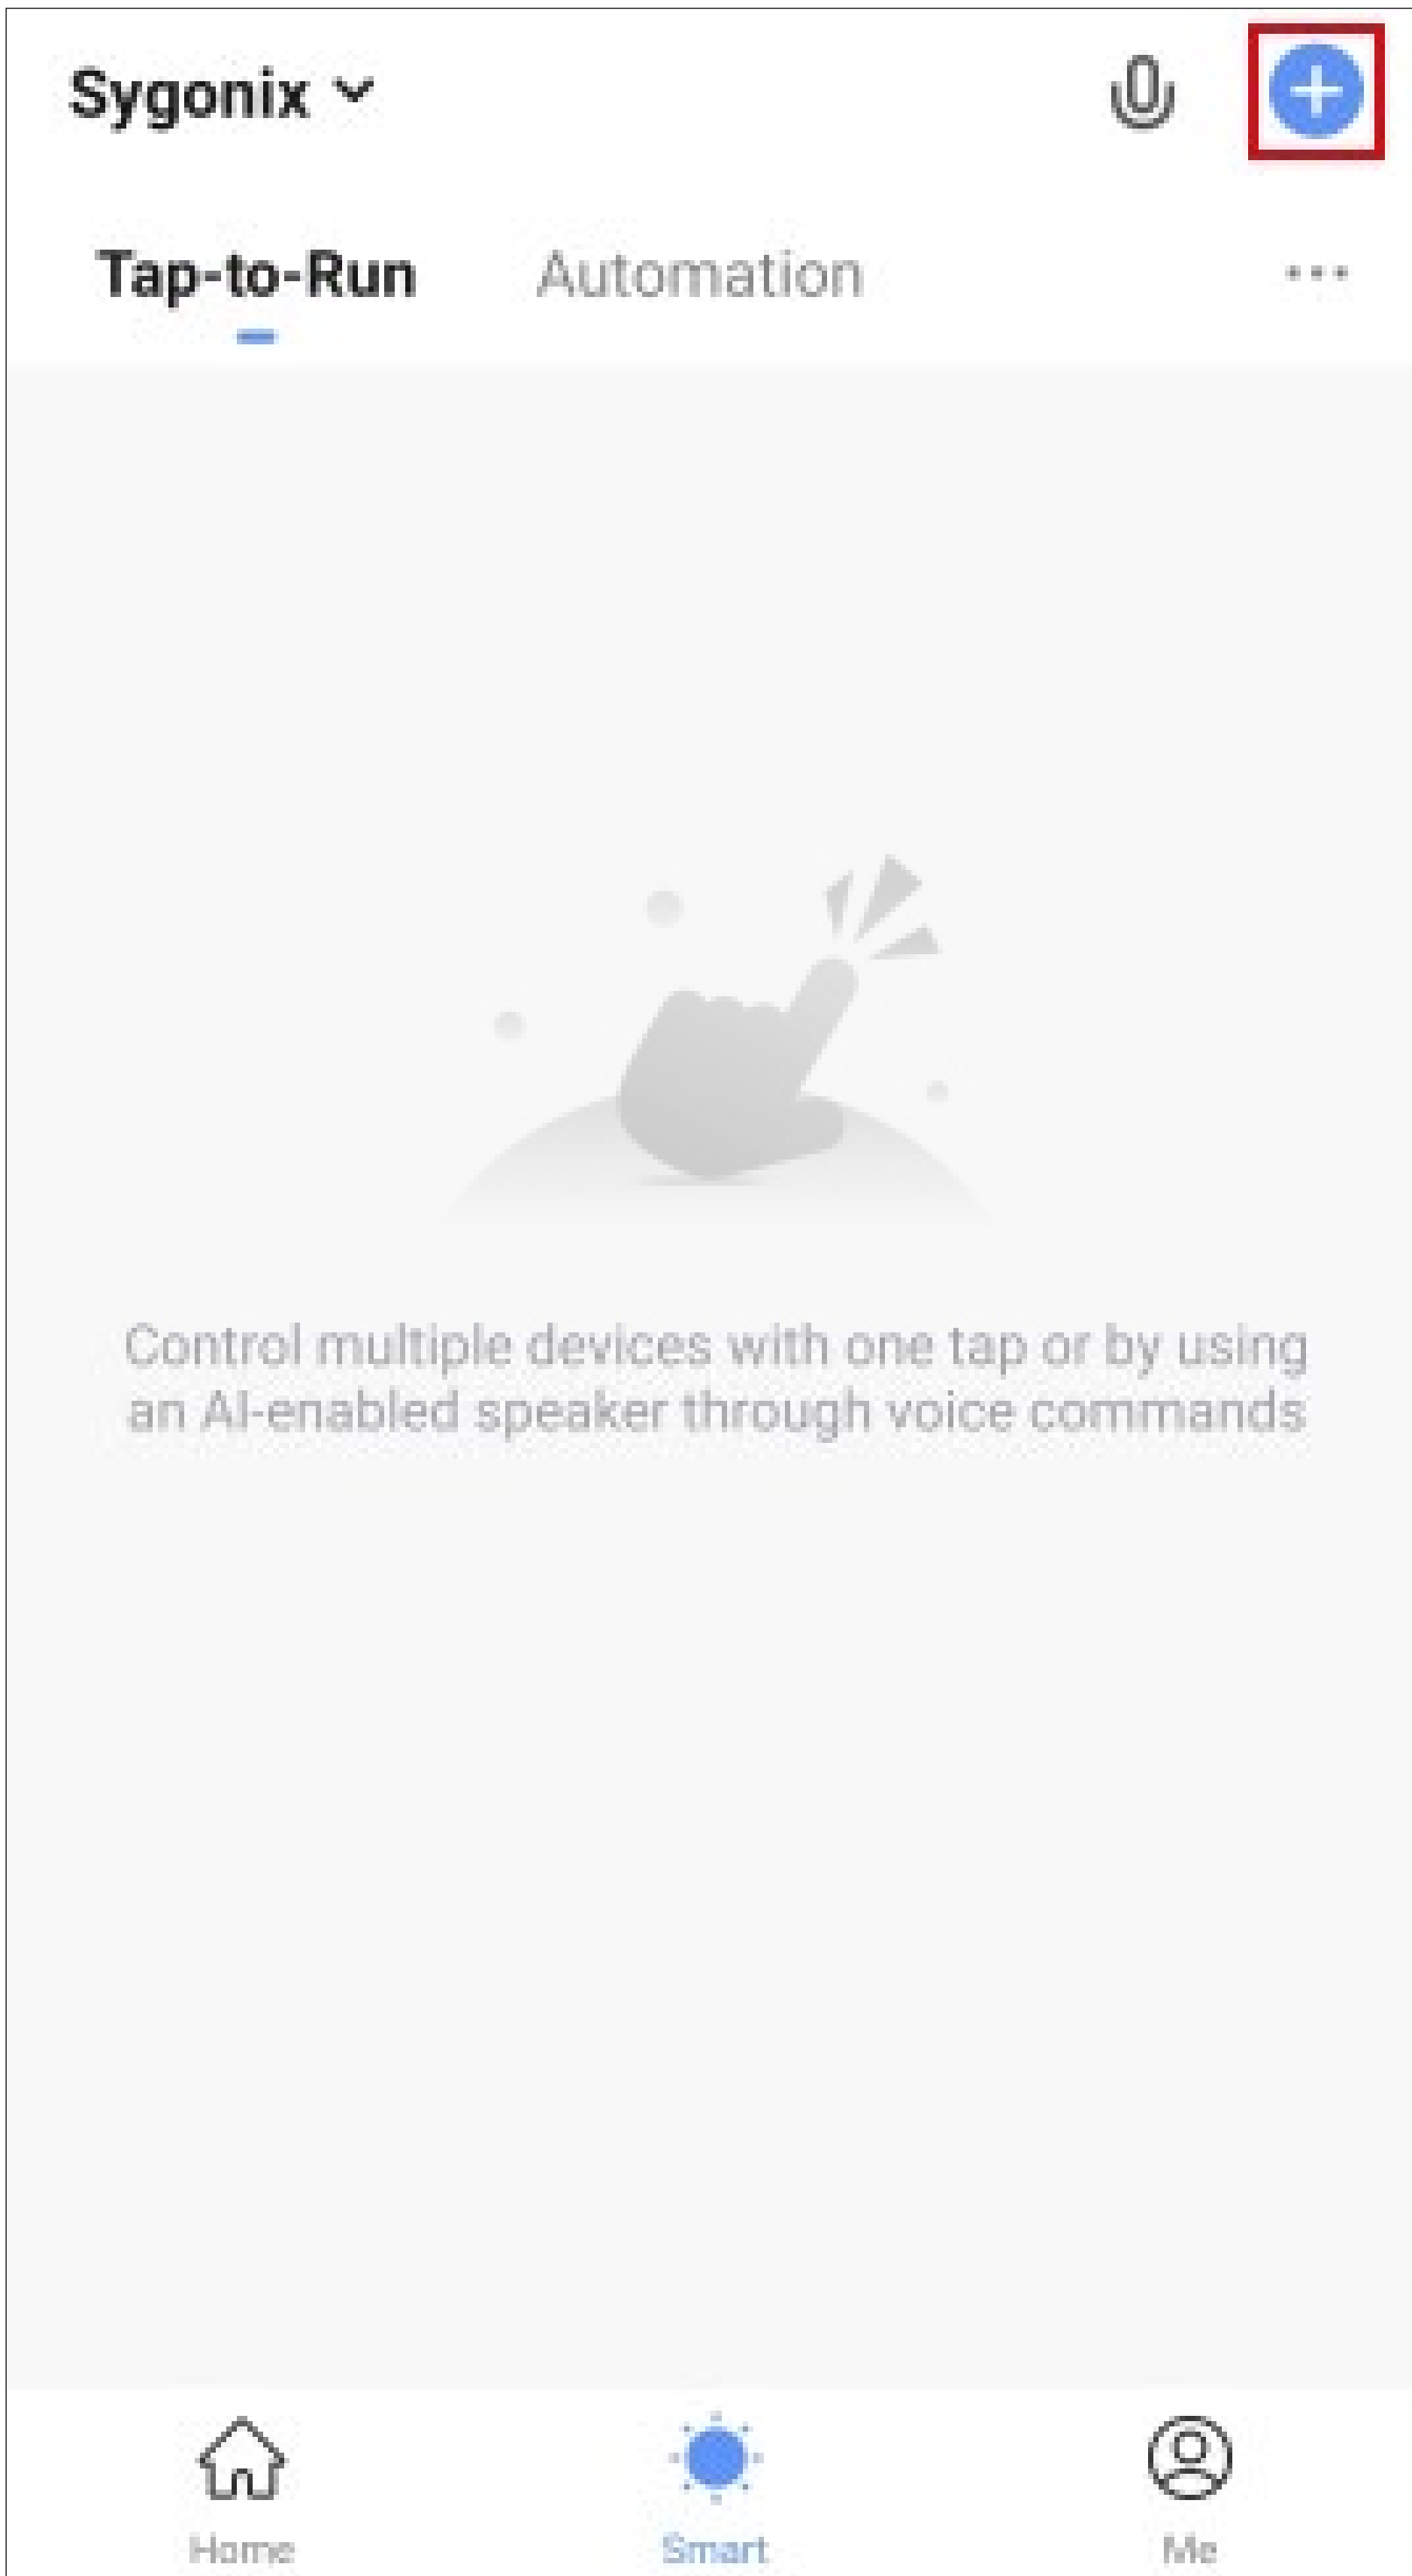 Sygonix
Tap-to-Run Automation
Control multiple devices with one tap or by using
an AI-enabled speaker through voice commands
Home Smart Me